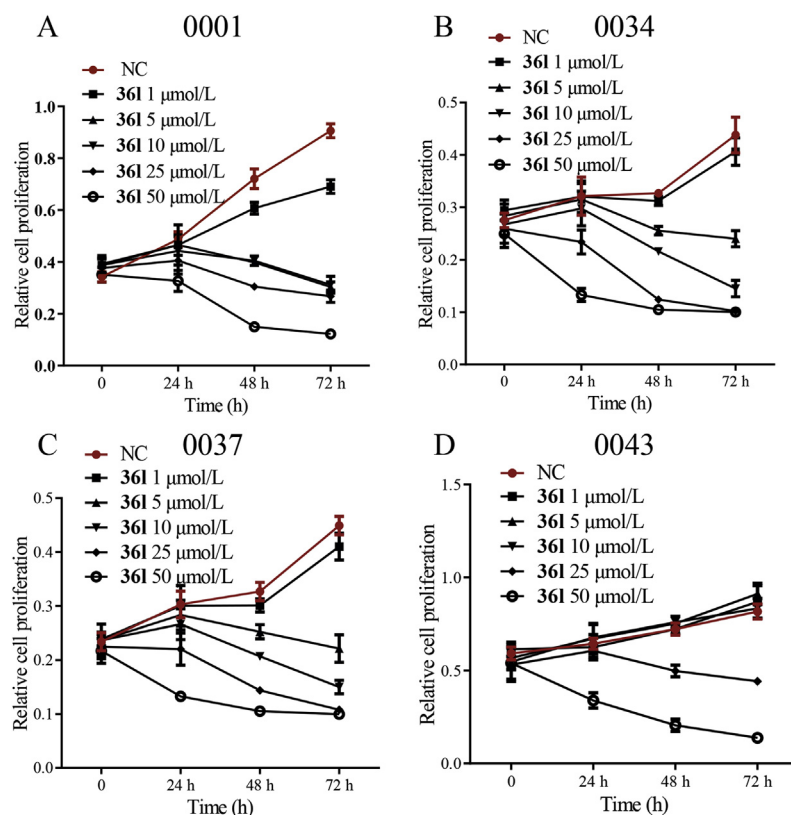 A 0001
NC
36l 1 μmol/L
36l 5 μmol/L
36l 10 μmol/L
36l 25 μmol/L
36l 50 μmol/L
Relative cell proliferation
1.0
0.8
0.6
0.4
0.2
0.0
0 24 h 48 h 72 h
Time (h)
B 0034
NC
36l 1 μmol/L
36l 5 μmol/L
36l 10 μmol/L
36l 25 μmol/L
36l 50 μmol/L
Relative cell proliferation
0.5
0.4
0.3
0.2
0.1
0.0
0 24 h 48 h 72 h
Time (h)
C 0037
NC
36l 1 μmol/L
36l 5 μmol/L
36l 10 μmol/L
36l 25 μmol/L
36l 50 μmol/L
Relative cell proliferation
0.5
0.4
0.3
0.2
0.1
0.0
0 24 h 48 h 72 h
Time (h)
D 0043
NC
36l 1 μmol/L
36l 5 μmol/L
36l 10 μmol/L
36l 25 μmol/L
36l 50 μmol/L
Relative cell proliferation
1.5
1.0
0.5
0.0
0 24 h 48 h 72 h
Time (h)